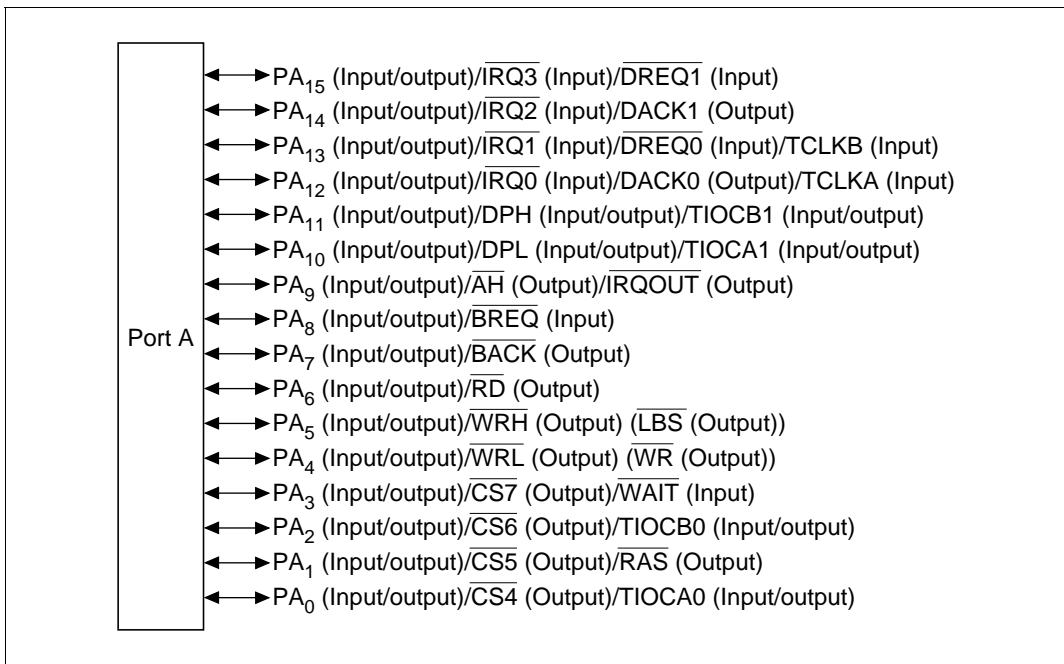 PA15 (Input/output)/IRQ3 (Input)/DREQ1 (Input)
PA14 (Input/output)/IRQ2 (Input)/DACK1 (Output)
PA13 (Input/output)/IRQ1 (Input)/DREQ0 (Input)/TCLKB (Input)
PA12 (Input/output)/IRQ0 (Input)/DACK0 (Output)/TCLKA (Input)
PA11 (Input/output)/DPH (Input/output)/TIOCB1 (Input/output)
PA10 (Input/output)/DPL (Input/output)/TIOCA1 (Input/output)
PA9 (Input/output)/AH (Output)/IRQOUT (Output)
PA8 (Input/output)/BREQ (Input)
Port A
PA7 (Input/output)/BACK (Output)
PA6 (Input/output)/RD (Output)
PA5 (Input/output)/WRH (Output) (LBS (Output))
PA4 (Input/output)/WRL (Output) (WR (Output))
PA3 (Input/output)/CS7 (Output)/WAIT (Input)
PA2 (Input/output)/CS6 (Output)/TIOCB0 (Input/output)
PA1 (Input/output)/CS5 (Output)/RAS (Output)
PA0 (Input/output)/CS4 (Output)/TIOCA0 (Input/output)